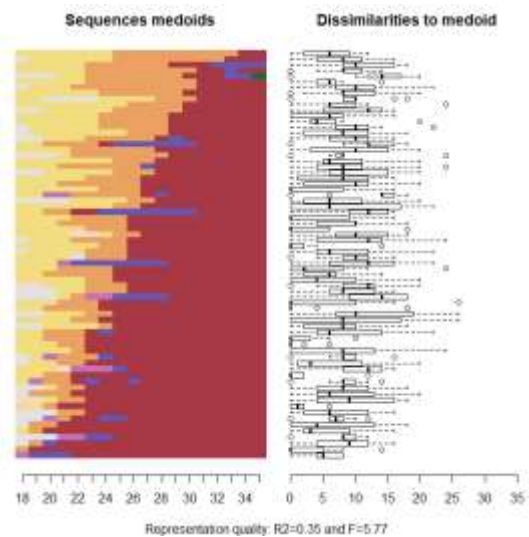 Sequences medoids
Dissimilarities to medoid
18 20 22 24 26 28 30 32 34
0 5 10 15 20 25 30 35
Representation quality: R2=0.35 and F=5.77